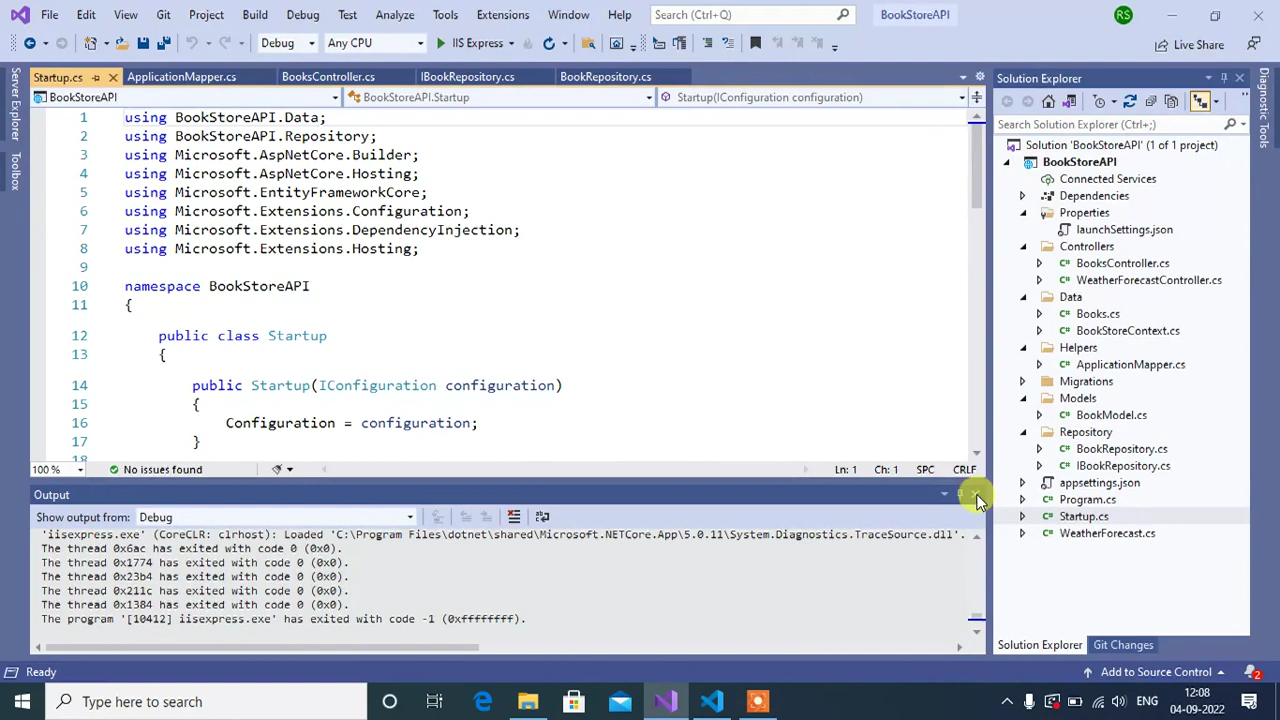 File Edit View Git Project Build Debug Test Analyze Tools Extensions Window Help Search (Ctrl+Q) BookStoreAPI RS
Debug Any CPU IIS Express Live Share
Startup.cs ApplicationMapper.cs BooksController.cs IBookRepository.cs BookRepository.cs
BookStoreAPI BookStoreAPI.Startup Startup(IConfiguration configuration)
Server Explorer
Toolbox
1 using BookStoreAPI.Data;
2 using BookStoreAPI.Repository;
3 using Microsoft.AspNetCore.Builder;
4 using Microsoft.AspNetCore.Hosting;
5 using Microsoft.EntityFrameworkCore;
6 using Microsoft.Extensions.Configuration;
7 using Microsoft.Extensions.DependencyInjection;
8 using Microsoft.Extensions.Hosting;
9
10 namespace BookStoreAPI
11 {
12 public class Startup
13 {
14 public Startup(IConfiguration configuration)
15 {
16 Configuration = configuration;
17 }
18
100 % No issues found Ln: 1 Ch: 1 SPC CRLF
Output
Show output from: Debug
'iisexpress.exe' (CoreCLR: clrhost): Loaded 'C:\Program Files\dotnet\shared\Microsoft.NETCore.App\5.0.11\System.Diagnostics.TraceSource.dll'.
The thread 0x6ac has exited with code 0 (0x0).
The thread 0x1774 has exited with code 0 (0x0).
The thread 0x23b4 has exited with code 0 (0x0).
The thread 0x211c has exited with code 0 (0x0).
The thread 0x1384 has exited with code 0 (0x0).
The program '[10412] iisexpress.exe' has exited with code -1 (0xffffffff).
Solution Explorer
Search Solution Explorer (Ctrl+;)
Solution 'BookStoreAPI' (1 of 1 project)
BookStoreAPI
Connected Services
Dependencies
Properties
launchSettings.json
Controllers
BooksController.cs
WeatherForecastController.cs
Data
Books.cs
BookStoreContext.cs
Helpers
ApplicationMapper.cs
Migrations
Models
BookModel.cs
Repository
BookRepository.cs
IBookRepository.cs
appsettings.json
Program.cs
Startup.cs
WeatherForecast.cs
Solution Explorer Git Changes
Diagnostic Tools
Ready Add to Source Control 2
Type here to search ENG 12:08
04-09-2022